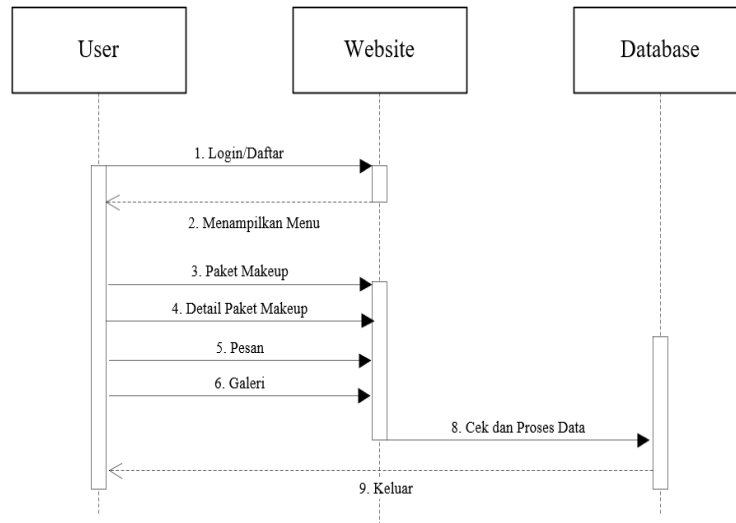 User
Website
Database
1. Login/Daftar
2. Menampilkan Menu
3. Paket Makeup
4. Detail Paket Makeup
5. Pesan
6. Galeri
8. Cek dan Proses Data
9. Keluar